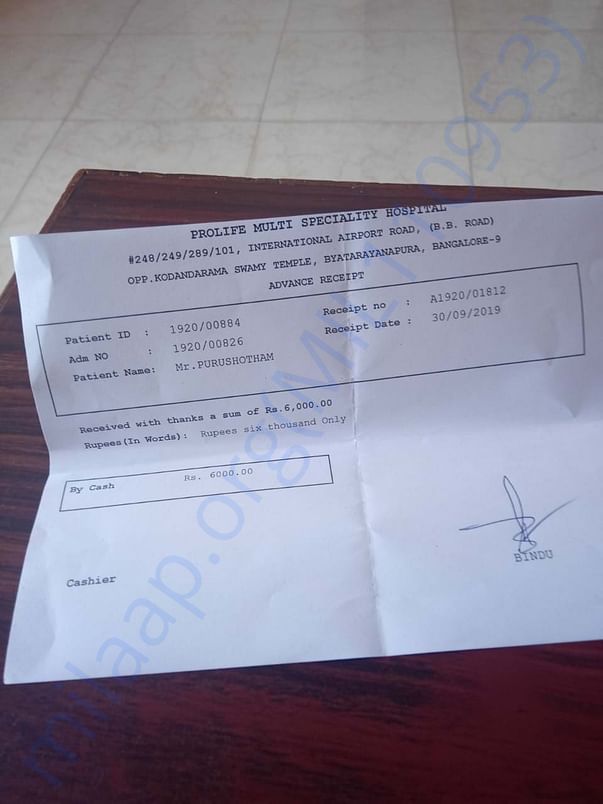 PROLIFE MULTI SPECIALITY HOSPITAL
#248/249/289/101, INTERNATIONAL AIRPORT ROAD, (B.B. ROAD)
OPP.KODANDARAMA SWAMY TEMPLE, BYATARAYANAPURA, BANGALORE-9
ADVANCE RECEIPT
Patient ID : 1920/00884 Receipt no : A1920/01812
Adm NO : 1920/00826 Receipt Date : 30/09/2019
Patient Name: Mr.PURUSHOTHAM
Received with thanks a sum of Rs.6,000.00
Rupees(In Words): Rupees six thousand Only
By Cash Rs. 6000.00
BINDU
Cashier